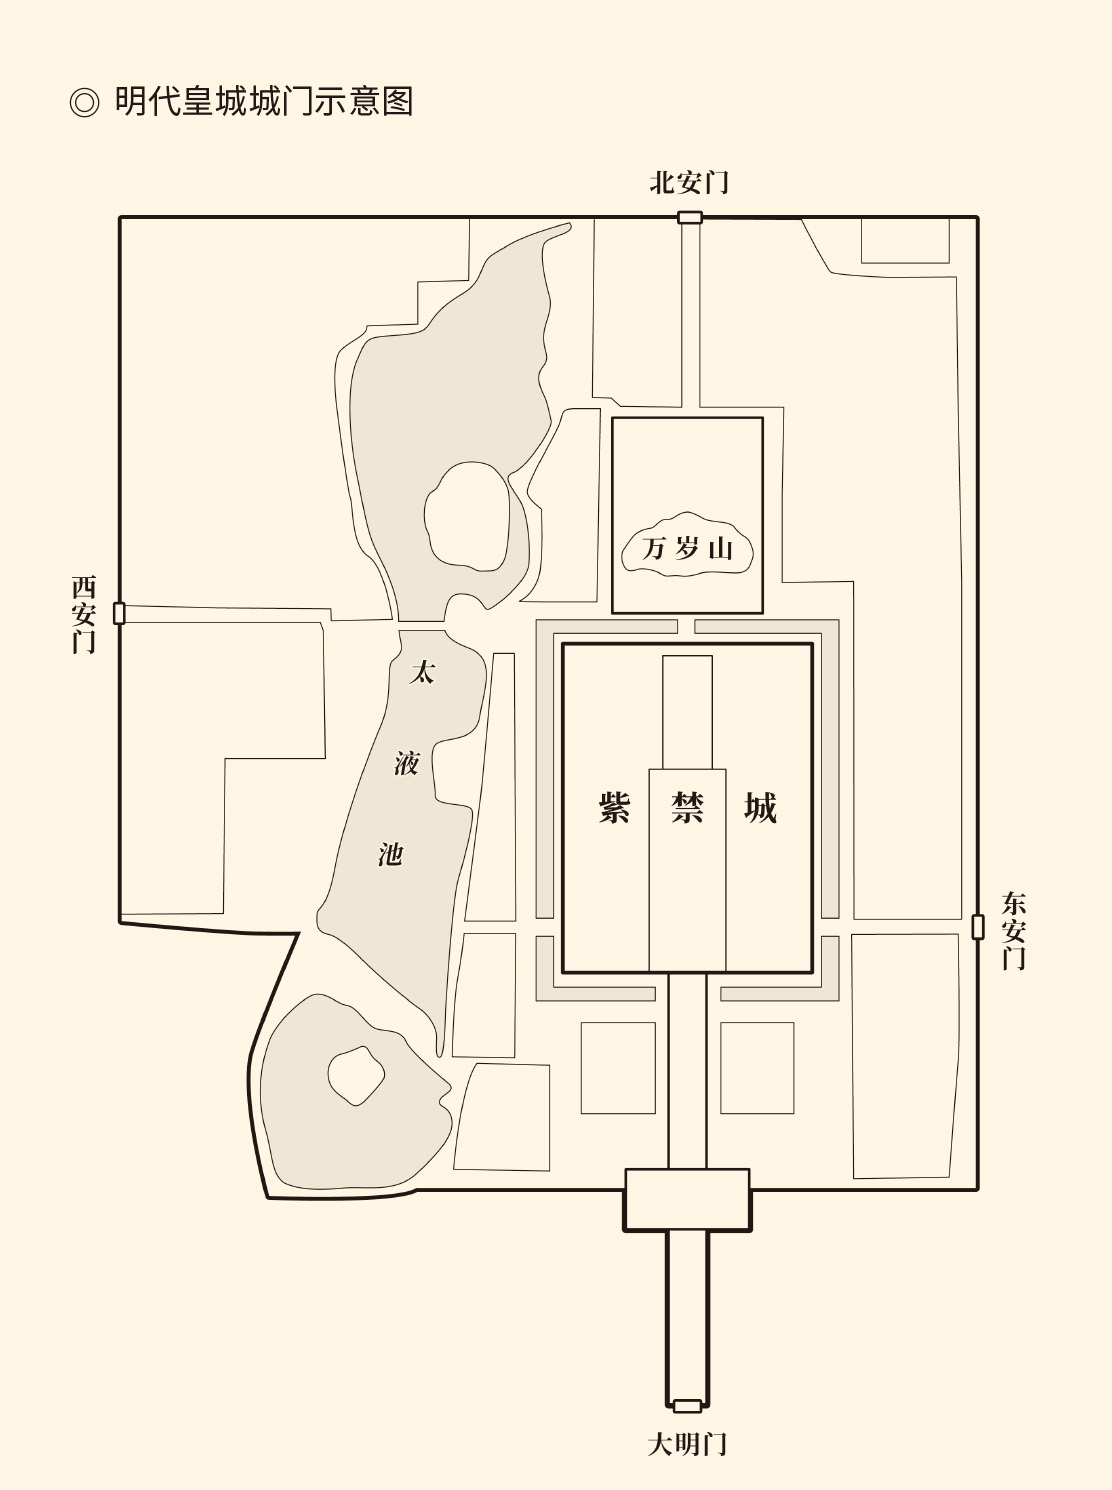 ◎ 明代皇城城门示意图
北安门
万岁山
西安门
太液池
紫禁城
东安门
大明门